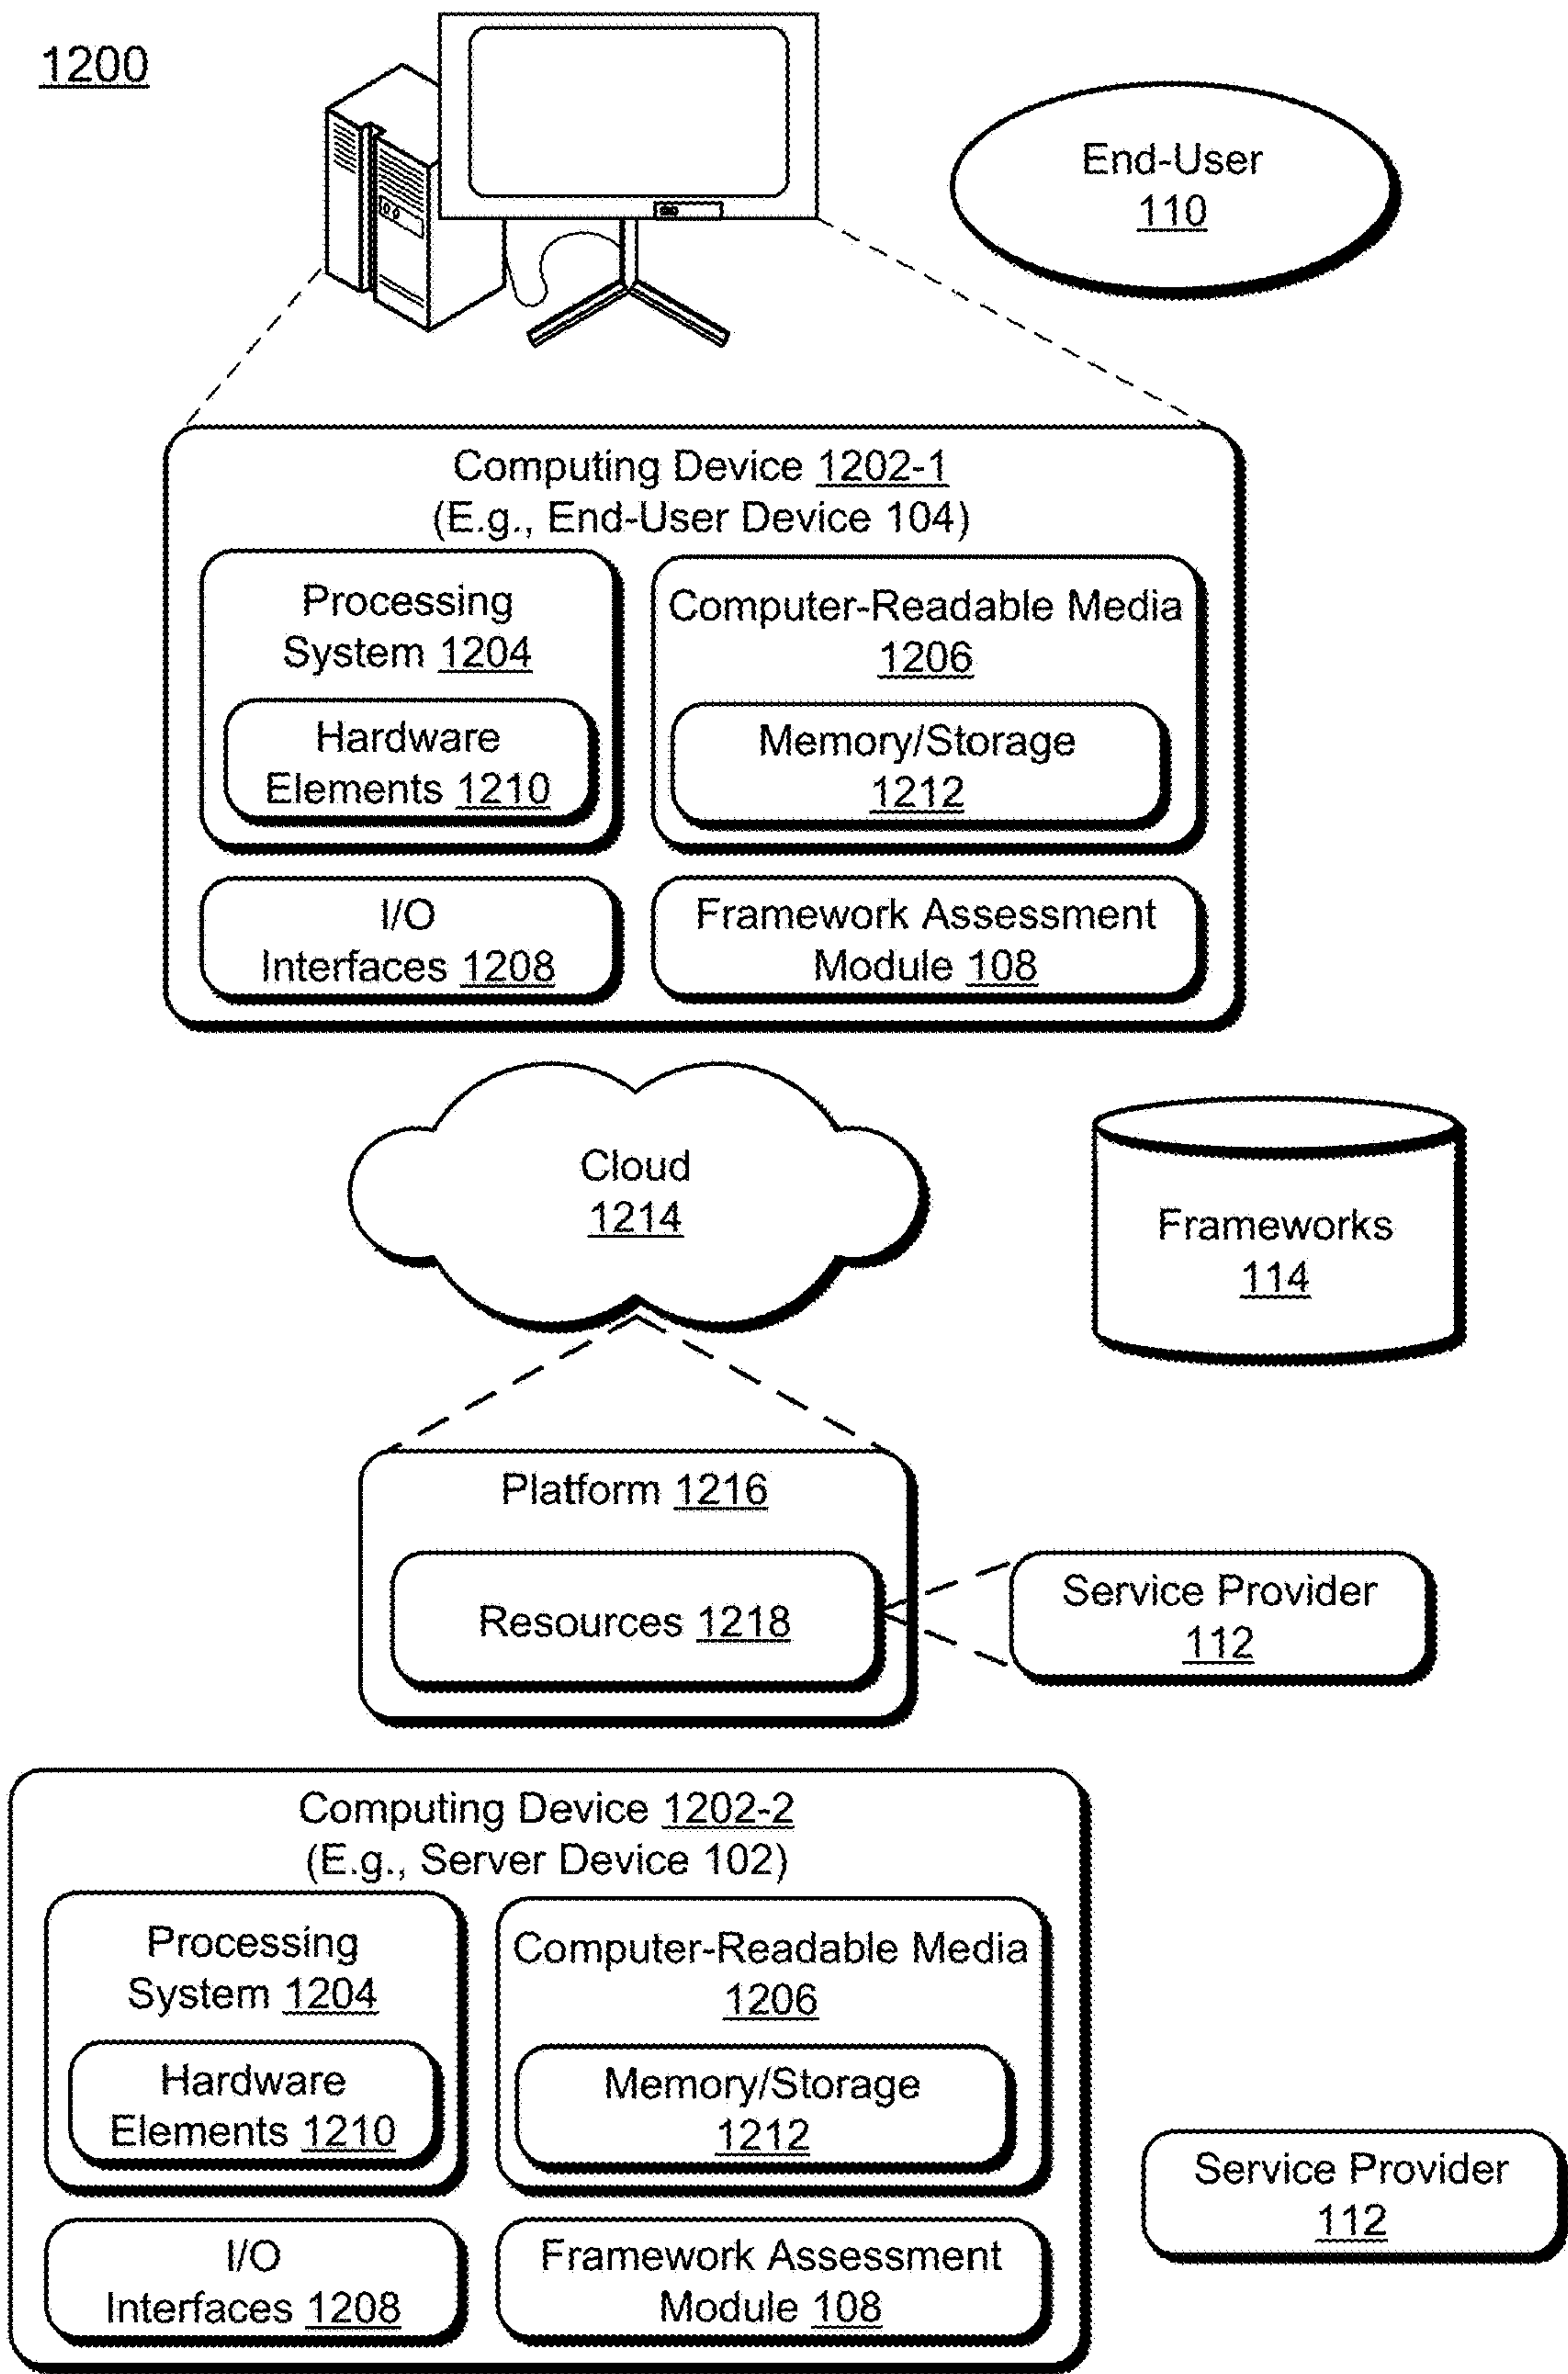 1200
End-User
110
Computing Device 1202-1
(E.g., End-User Device 104)
Processing
System 1204
Hardware
Elements 1210
Computer-Readable Media
1206
Memory/Storage
1212
I/O
Interfaces 1208
Framework Assessment
Module 108
Cloud
1214
Frameworks
114
Platform 1216
Resources 1218
Service Provider
112
Computing Device 1202-2
(E.g., Server Device 102)
Processing
System 1204
Hardware
Elements 1210
Computer-Readable Media
1206
Memory/Storage
1212
I/O
Interfaces 1208
Framework Assessment
Module 108
Service Provider
112